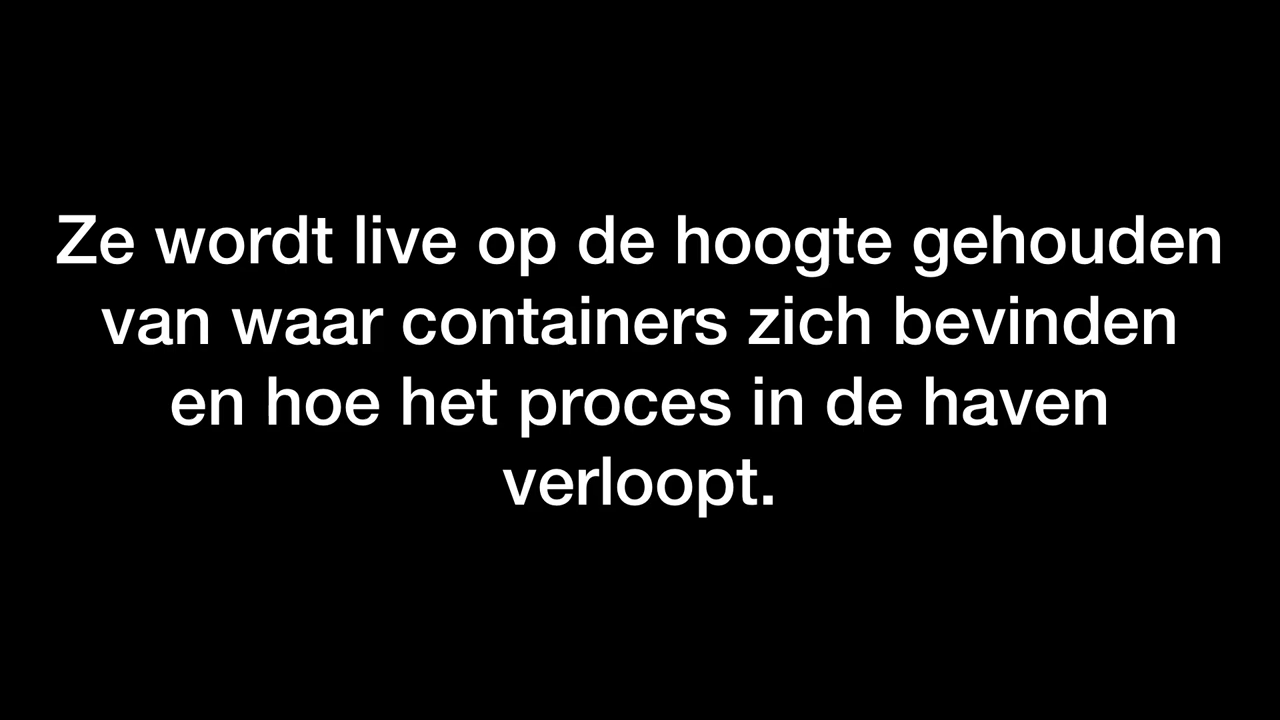 Ze wordt live op de hoogte gehouden
van waar containers zich bevinden
en hoe het proces in de haven
verloopt.